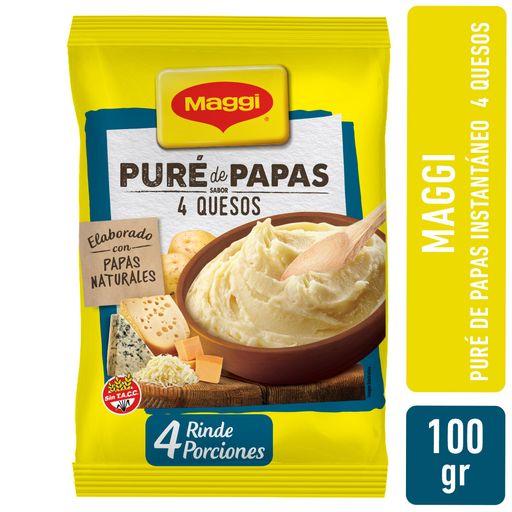 Maggi
PURÉ de PAPAS
SABOR
4 QUESOS
Elaborado
con
PAPAS
NATURALES
Sin T.A.C.C.
4 Rinde
Porciones
MAGGI
PURÉ DE PAPAS INSTANTÁNEO 4 QUESOS
100
gr